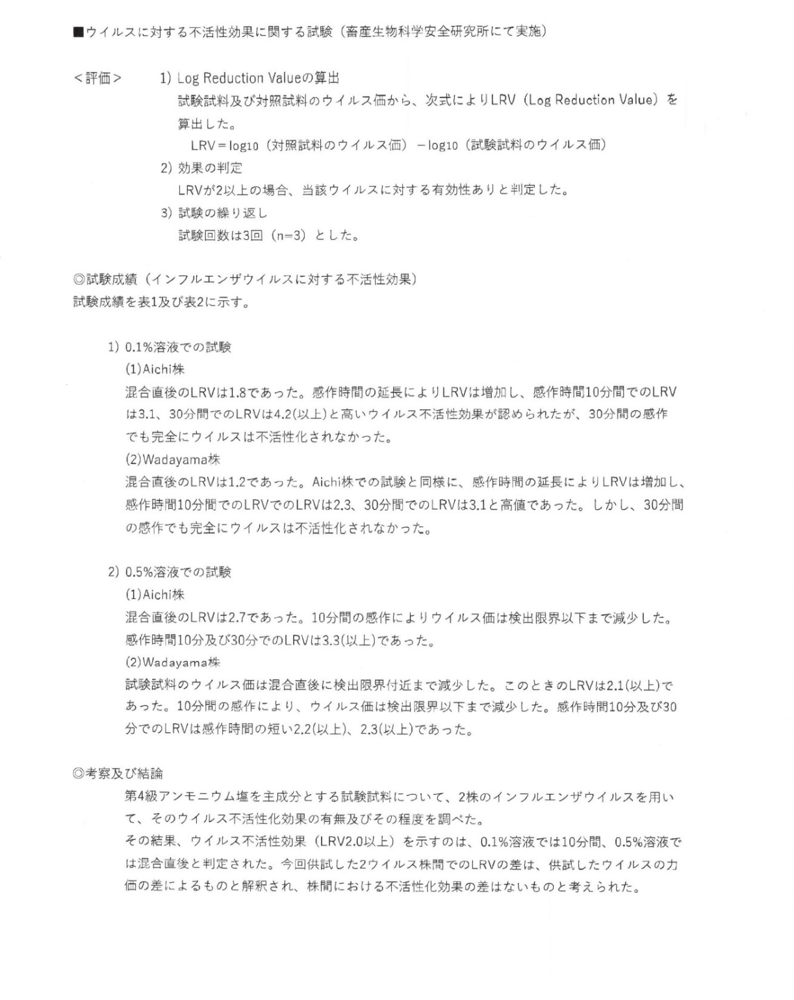 ■ウイルスに対する不活性効果に関する試験（畜産生物科学安全研究所にて実施）
＜評価＞ 1) Log Reduction Valueの算出
試験試料及び対照試料のウイルス価から、次式によりLRV（Log Reduction Value）を
算出した。
LRV＝log10（対照試料のウイルス価）－log10（試験試料のウイルス価）
2) 効果の判定
LRVが2以上の場合、当該ウイルスに対する有効性ありと判定した。
3) 試験の繰り返し
試験回数は3回（n=3）とした。
◎試験成績（インフルエンザウイルスに対する不活性効果）
試験成績を表1及び表2に示す。
1) 0.1%溶液での試験
(1)Aichi株
混合直後のLRVは1.8であった。感作時間の延長によりLRVは増加し、感作時間10分間でのLRV
は3.1、30分間でのLRVは4.2(以上)と高いウイルス不活性効果が認められたが、30分間の感作
でも完全にウイルスは不活性化されなかった。
(2)Wadayama株
混合直後のLRVは1.2であった。Aichi株での試験と同様に、感作時間の延長によりLRVは増加し、
感作時間10分間でのLRVでのLRVは2.3、30分間でのLRVは3.1と高値であった。しかし、30分間
の感作でも完全にウイルスは不活性化されなかった。
2) 0.5%溶液での試験
(1)Aichi株
混合直後のLRVは2.7であった。10分間の感作によりウイルス価は検出限界以下まで減少した。
感作時間10分及び30分でのLRVは3.3(以上)であった。
(2)Wadayama株
試験試料のウイルス価は混合直後に検出限界付近まで減少した。このときのLRVは2.1(以上)で
あった。10分間の感作により、ウイルス価は検出限界以下まで減少した。感作時間10分及び30
分でのLRVは感作時間の短い2.2(以上)、2.3(以上)であった。
◎考察及び結論
第4級アンモニウム塩を主成分とする試験試料について、2株のインフルエンザウイルスを用い
て、そのウイルス不活性化効果の有無及びその程度を調べた。
その結果、ウイルス不活性効果（LRV2.0以上）を示すのは、0.1%溶液では10分間、0.5%溶液で
は混合直後と判定された。今回供試した2ウイルス株間でのLRVの差は、供試したウイルスの力
価の差によるものと解釈され、株間における不活性化効果の差はないものと考えられた。